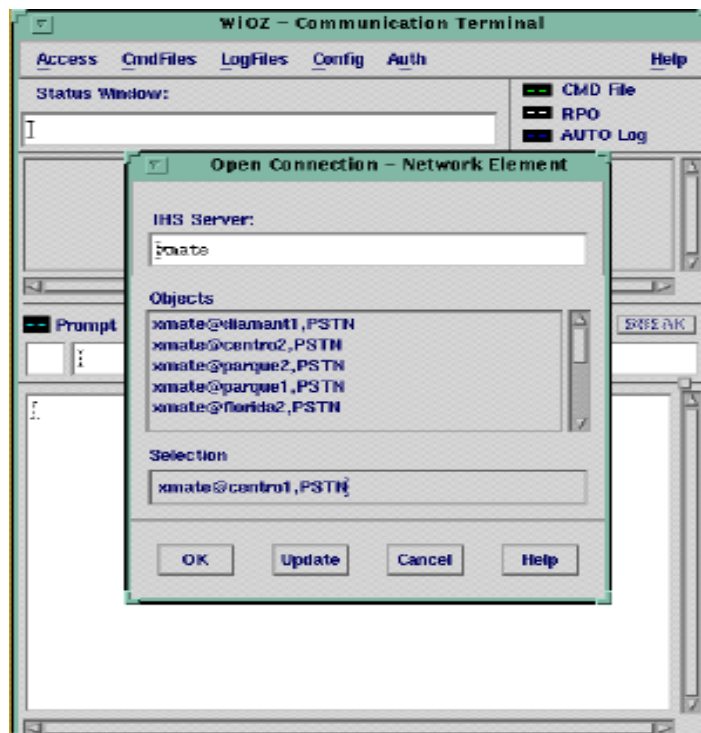 WiOZ – Communication Terminal
Access CmdFiles LogFiles Config Auth Help
Status Window:
CMD File
RPO
AUTO Log
Open Connection – Network Element
IHS Server:
xmate
Objects
xmate@diamant1,PSTN
xmate@centro2,PSTN
xmate@parque2,PSTN
xmate@parque1,PSTN
xmate@florida2,PSTN
Selection
xmate@centro1,PSTN
OK Update Cancel Help
Prompt
BREAK